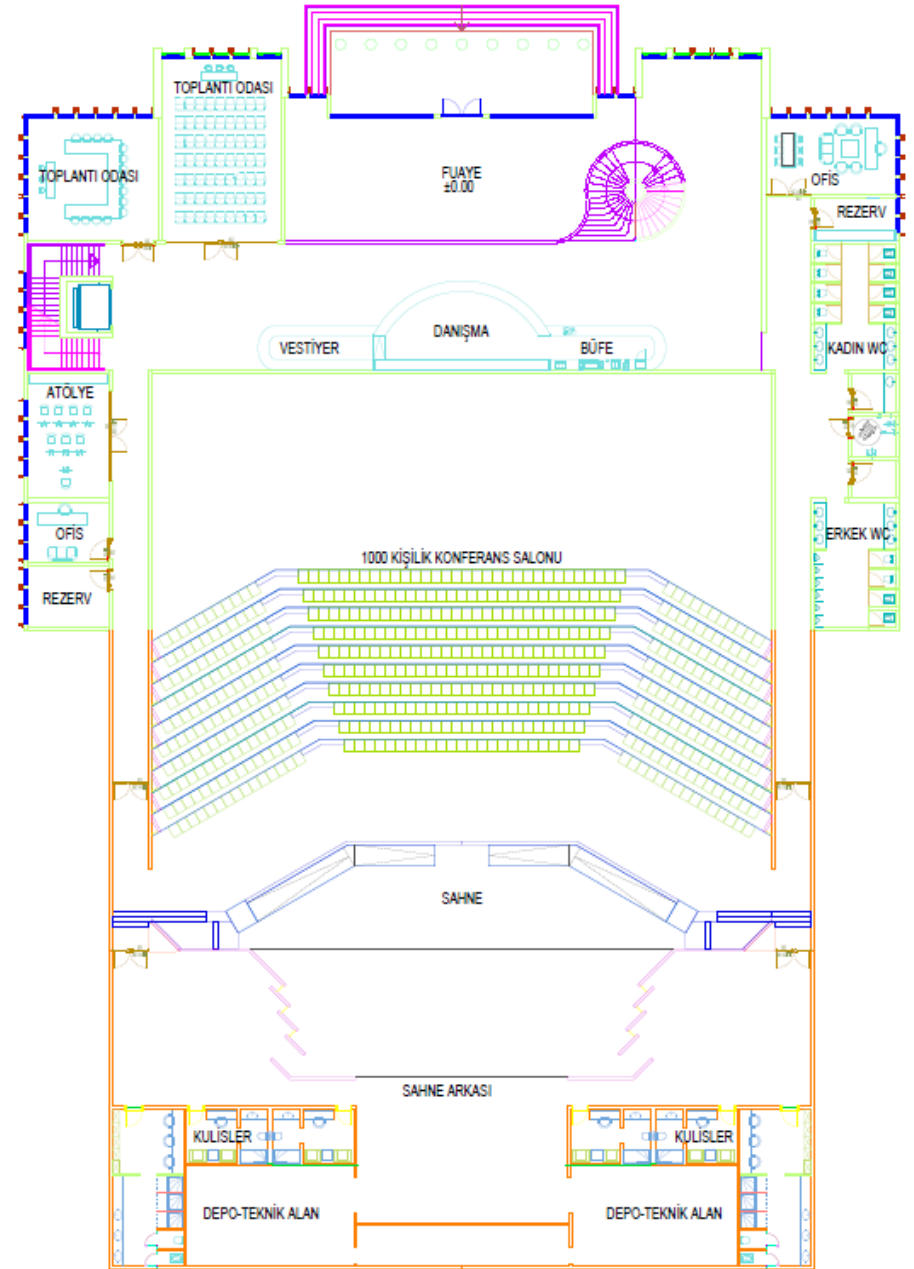 TOPLANTI ODASI
TOPLANTI ODASI
FUAYE
±0.00
OFİS
REZERV
DANIŞMA
VESTİYER
BÜFE
KADIN WC
ATÖLYE
OFİS
ERKEK WC
1000 KİŞİLİK KONFERANS SALONU
REZERV
SAHNE
SAHNE ARKASI
KULİSLER
KULİSLER
DEPO-TEKNİK ALAN
DEPO-TEKNİK ALAN